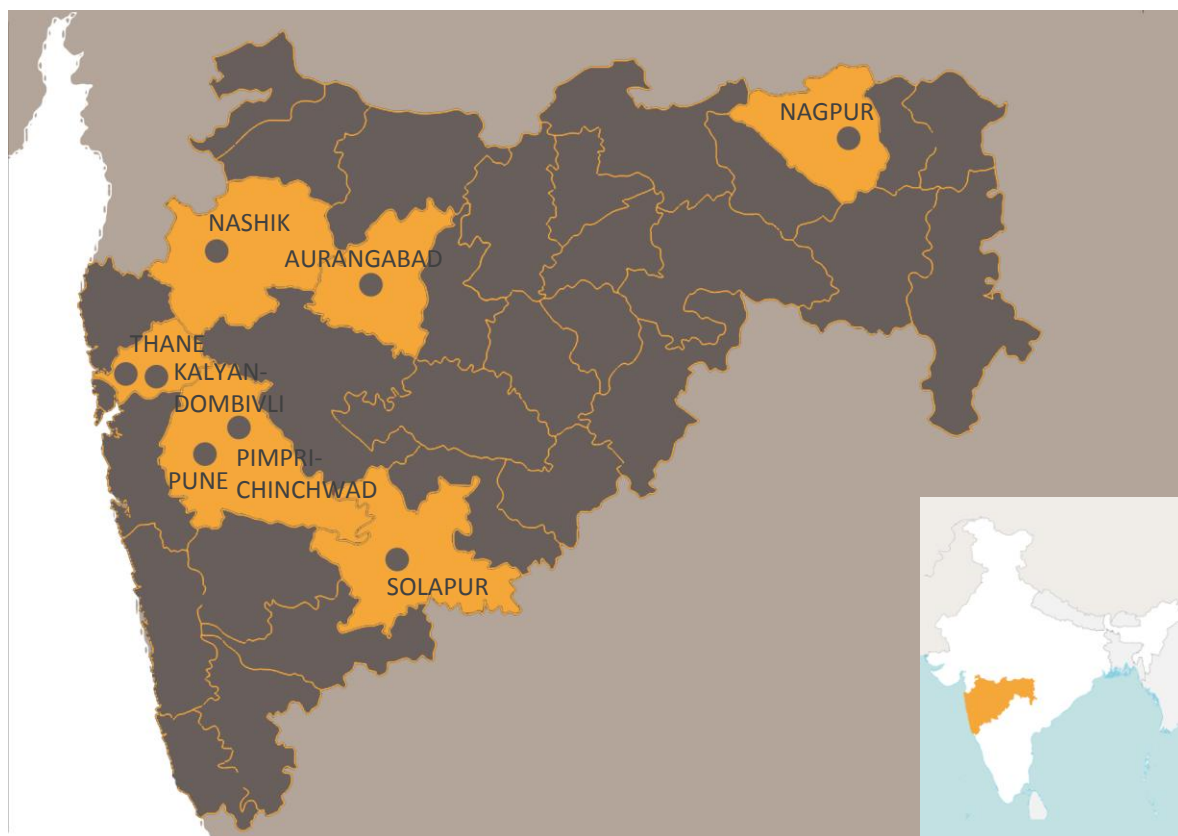 NAGPUR
NASHIK
AURANGABAD
THANE
KALYAN-
DOMBIVLI
PIMPRI-
CHINCHWAD
PUNE
SOLAPUR